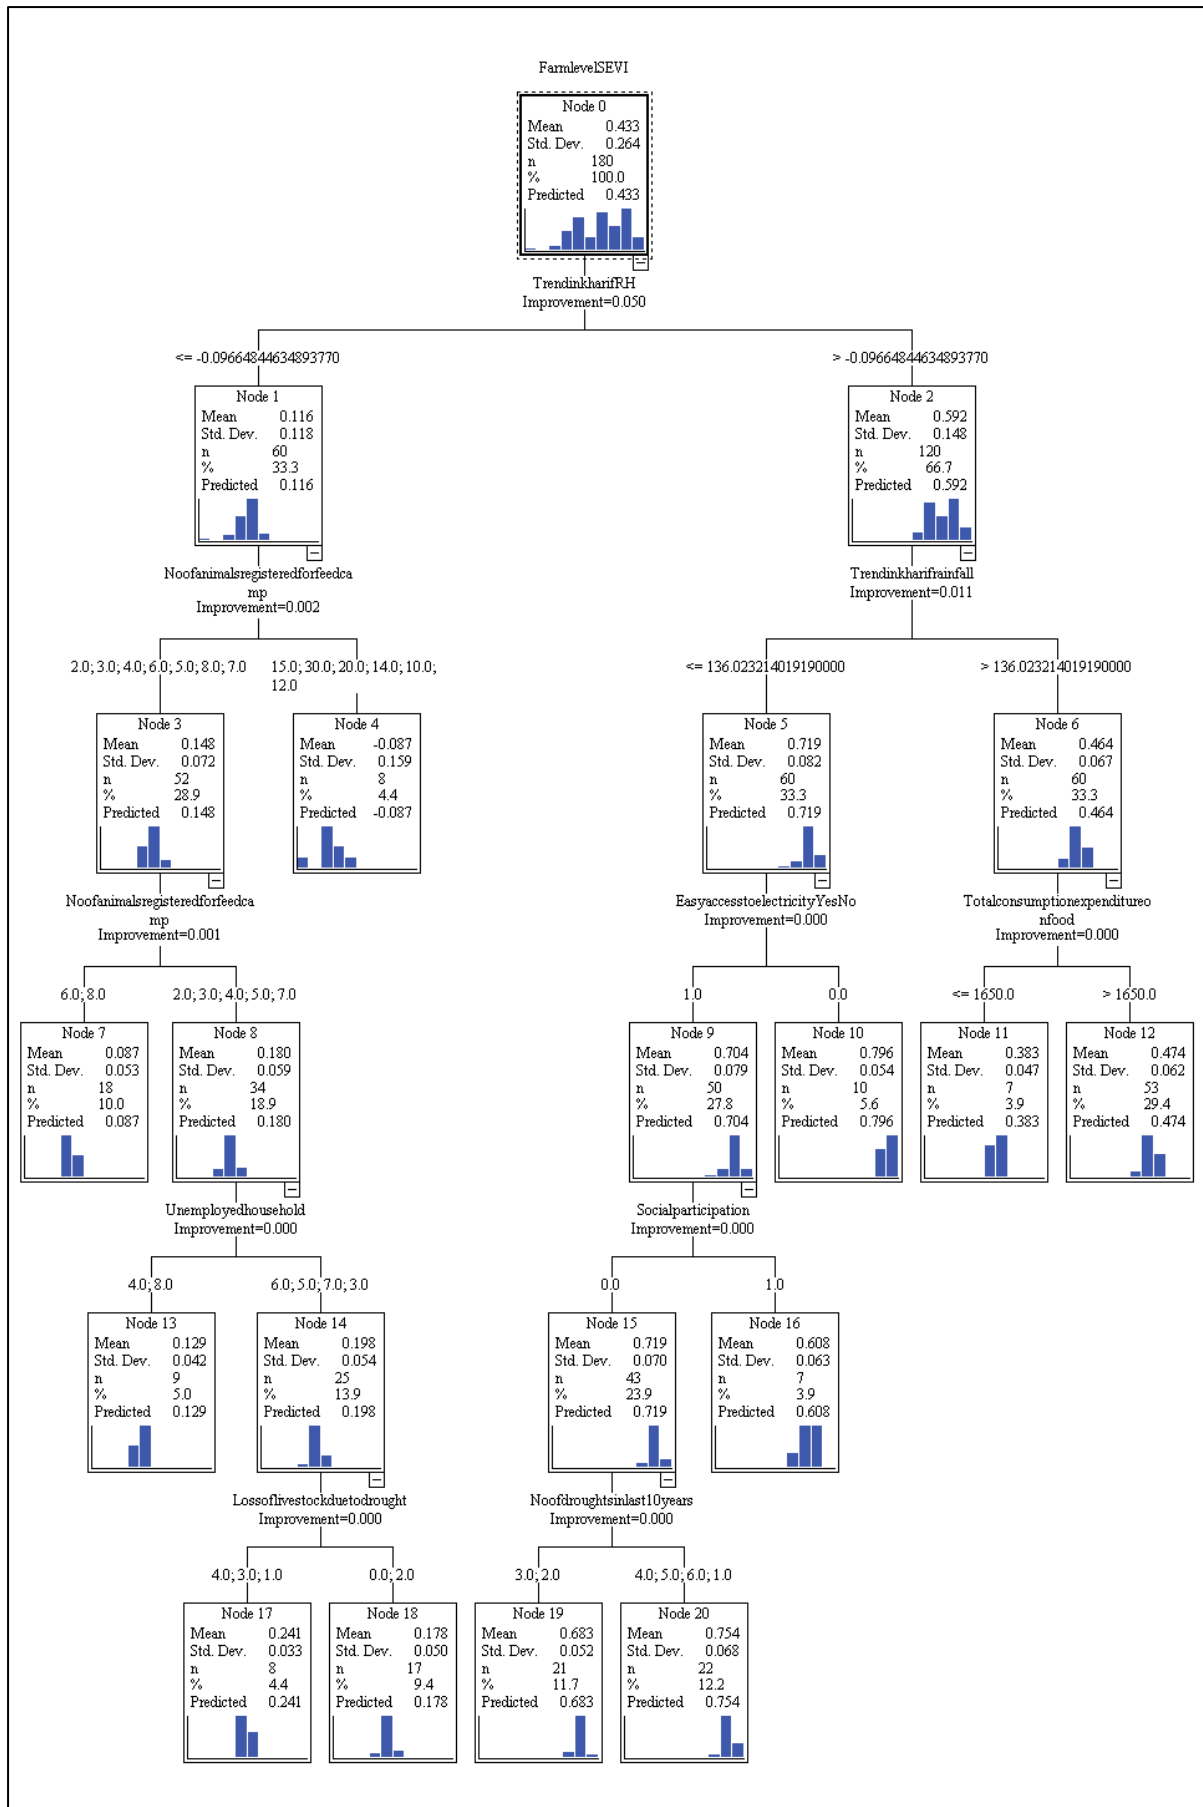 FarmlevelSEVI
Node 0
Mean 0.433
Std. Dev. 0.264
n 180
% 100.0
Predicted 0.433
TrendinkharifRH
Improvement=0.050
<= -0.09664844634893770
> -0.09664844634893770
Node 1
Mean 0.116
Std. Dev. 0.118
n 60
% 33.3
Predicted 0.116
Node 2
Mean 0.592
Std. Dev. 0.148
n 120
% 66.7
Predicted 0.592
Noofanimalsregisteredforfeedca
mp
Improvement=0.002
Trendinkharifrainfall
Improvement=0.011
2.0; 3.0; 4.0; 6.0; 5.0; 8.0; 7.0
15.0; 30.0; 20.0; 14.0; 10.0;
12.0
<= 136.023214019190000
> 136.023214019190000
Node 3
Mean 0.148
Std. Dev. 0.072
n 52
% 28.9
Predicted 0.148
Node 4
Mean -0.087
Std. Dev. 0.159
n 8
% 4.4
Predicted -0.087
Node 5
Mean 0.719
Std. Dev. 0.082
n 60
% 33.3
Predicted 0.719
Node 6
Mean 0.464
Std. Dev. 0.067
n 60
% 33.3
Predicted 0.464
Noofanimalsregisteredforfeedca
mp
Improvement=0.001
EasyaccesstoelectricityYesNo
Improvement=0.000
Totalconsumptionexpenditureo
nfood
Improvement=0.000
6.0; 8.0
2.0; 3.0; 4.0; 5.0; 7.0
1.0
0.0
<= 1650.0
> 1650.0
Node 7
Mean 0.087
Std. Dev. 0.053
n 18
% 10.0
Predicted 0.087
Node 8
Mean 0.180
Std. Dev. 0.059
n 34
% 18.9
Predicted 0.180
Node 9
Mean 0.704
Std. Dev. 0.079
n 50
% 27.8
Predicted 0.704
Node 10
Mean 0.796
Std. Dev. 0.054
n 10
% 5.6
Predicted 0.796
Node 11
Mean 0.383
Std. Dev. 0.047
n 7
% 3.9
Predicted 0.383
Node 12
Mean 0.474
Std. Dev. 0.062
n 53
% 29.4
Predicted 0.474
Unemployedhousehold
Improvement=0.000
Socialparticipation
Improvement=0.000
4.0; 8.0
6.0; 5.0; 7.0; 3.0
0.0
1.0
Node 13
Mean 0.129
Std. Dev. 0.042
n 9
% 5.0
Predicted 0.129
Node 14
Mean 0.198
Std. Dev. 0.054
n 25
% 13.9
Predicted 0.198
Node 15
Mean 0.719
Std. Dev. 0.070
n 43
% 23.9
Predicted 0.719
Node 16
Mean 0.608
Std. Dev. 0.063
n 7
% 3.9
Predicted 0.608
Lossoflivestockduetodrought
Improvement=0.000
Noofdroughtsinlast10years
Improvement=0.000
4.0; 3.0; 1.0
0.0; 2.0
3.0; 2.0
4.0; 5.0; 6.0; 1.0
Node 17
Mean 0.241
Std. Dev. 0.033
n 8
% 4.4
Predicted 0.241
Node 18
Mean 0.178
Std. Dev. 0.050
n 17
% 9.4
Predicted 0.178
Node 19
Mean 0.683
Std. Dev. 0.052
n 21
% 11.7
Predicted 0.683
Node 20
Mean 0.754
Std. Dev. 0.068
n 22
% 12.2
Predicted 0.754